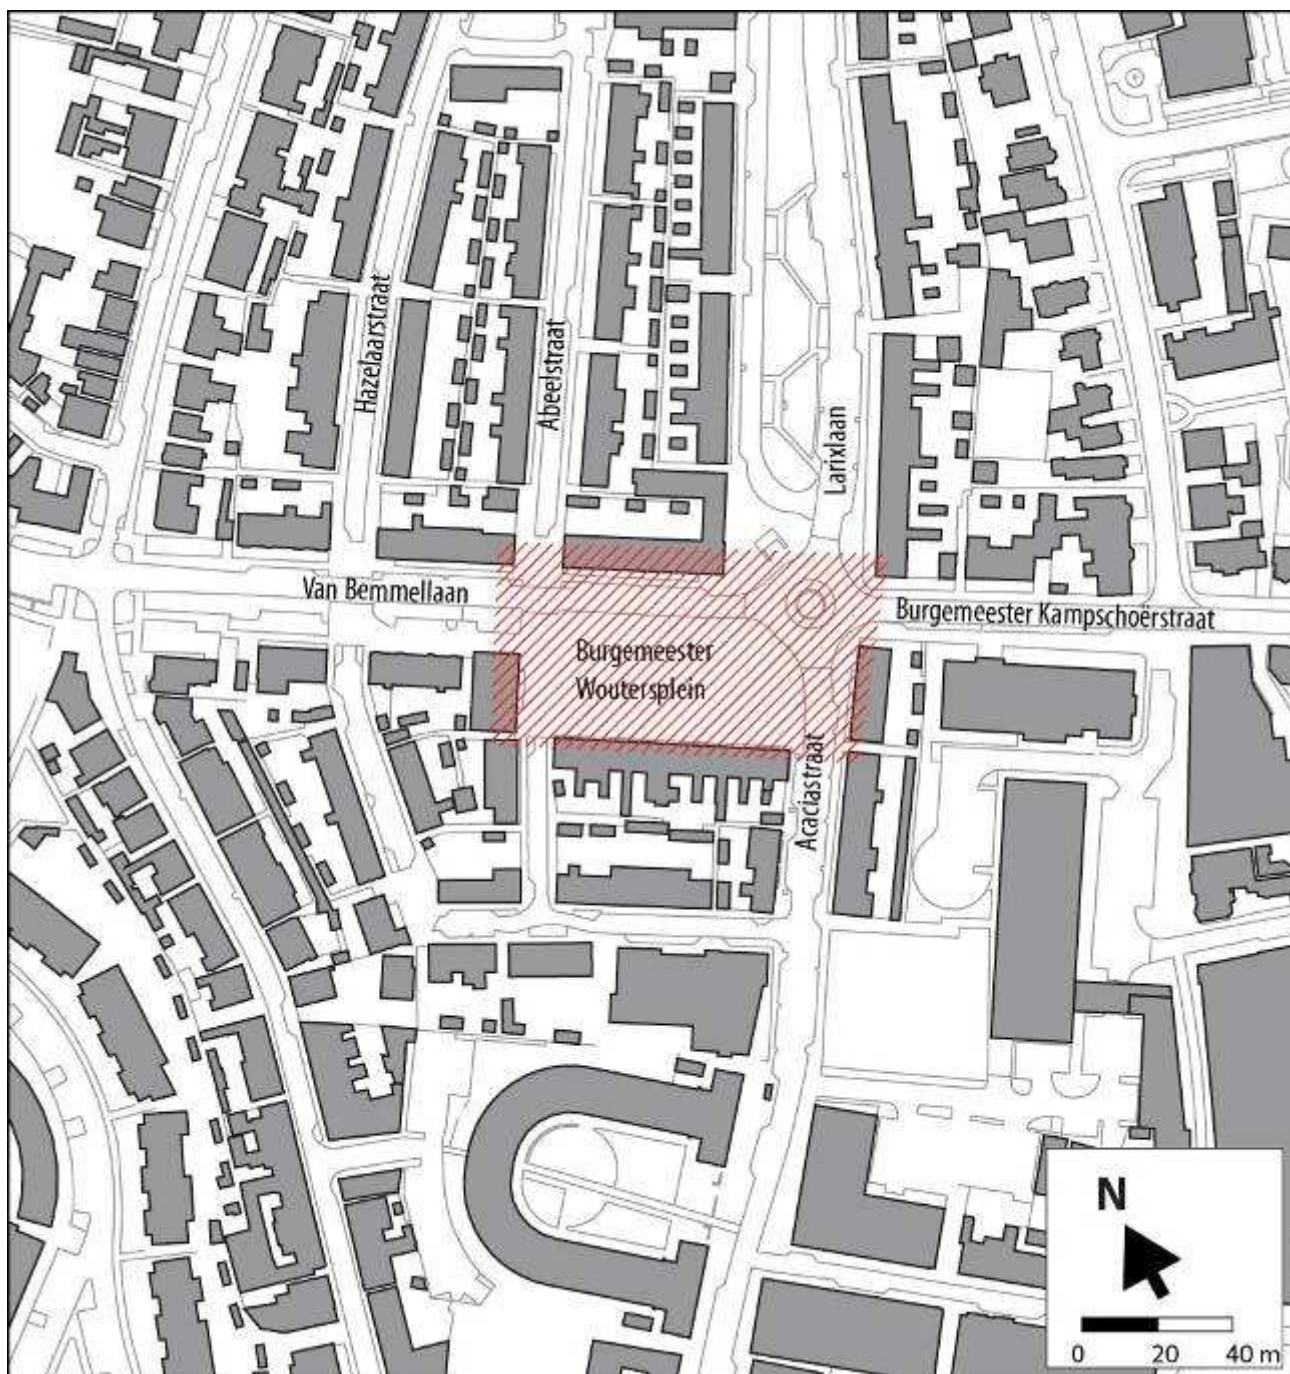 Hazelaarstraat
Abeelstraat
Larixlaan
Van Bemmellaan
Burgemeester Kampschoërstraat
Burgemeester
Woutersplein
Acaciastraat
N
0 20 40 m